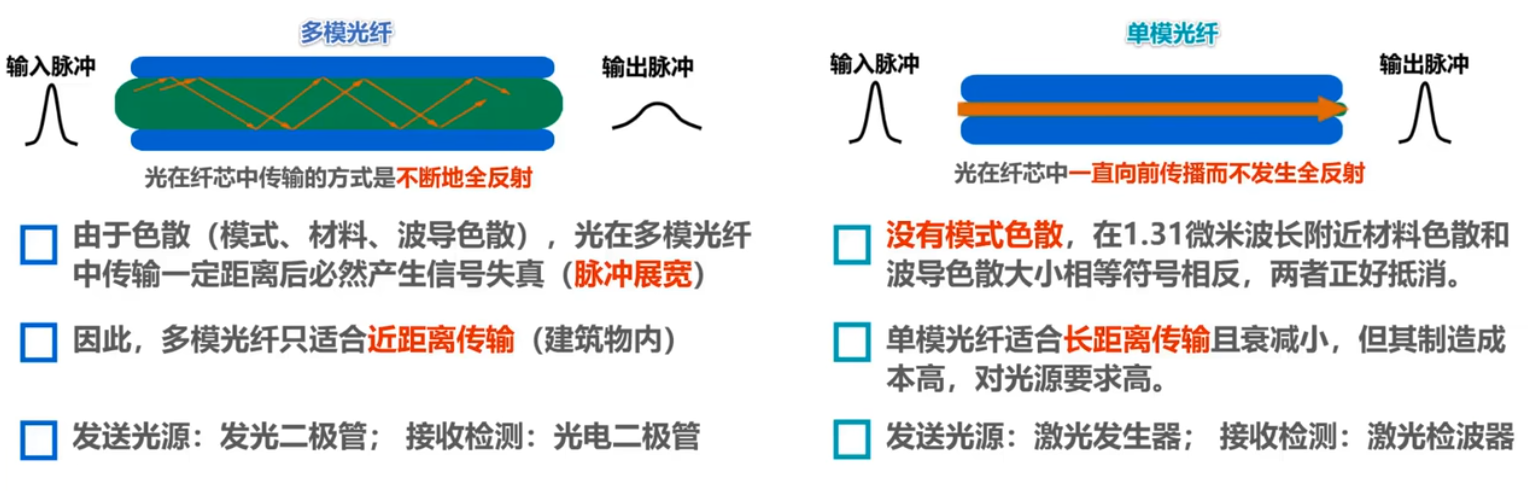 多模光纤
输入脉冲
输出脉冲
光在纤芯中传输的方式是不断地全反射
由于色散（模式、材料、波导色散），光在多模光纤
中传输一定距离后必然产生信号失真（脉冲展宽）
因此，多模光纤只适合近距离传输（建筑物内）
发送光源：发光二极管； 接收检测：光电二极管
单模光纤
输入脉冲
输出脉冲
光在纤芯中一直向前传播而不发生全反射
没有模式色散，在1.31微米波长附近材料色散和
波导色散大小相等符号相反，两者正好抵消。
单模光纤适合长距离传输且衰减小，但其制造成
本高，对光源要求高。
发送光源：激光发生器； 接收检测：激光检波器